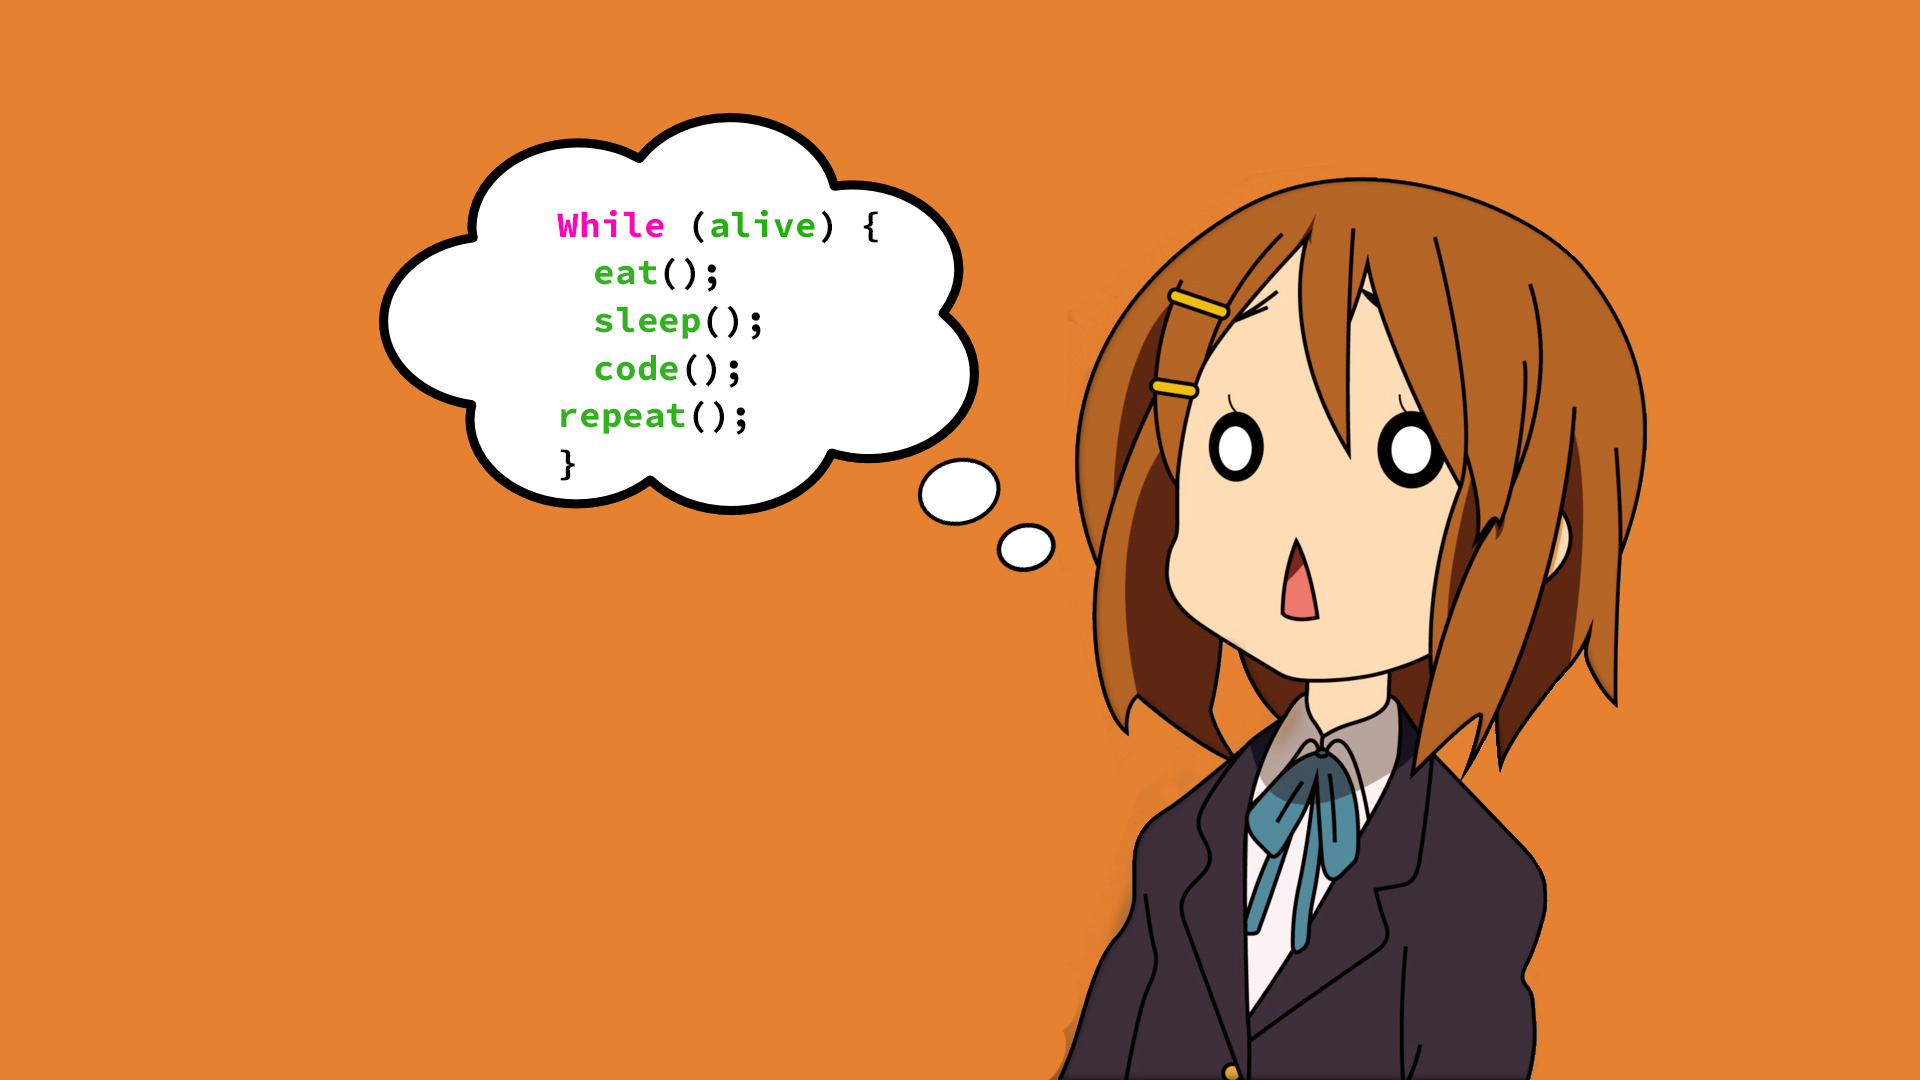 While (alive) {
  eat();
  sleep();
  code();
repeat();
}